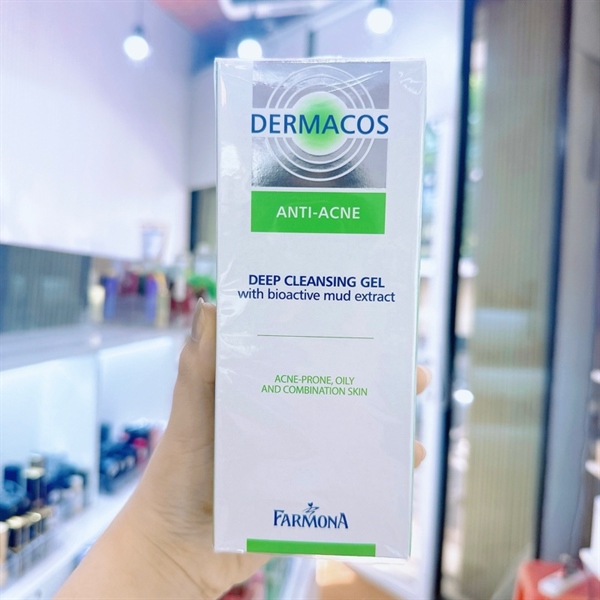 DERMACOS
ANTI-ACNE
DEEP CLEANSING GEL
with bioactive mud extract
ACNE-PRONE, OILY
AND COMBINATION SKIN
FARMONA